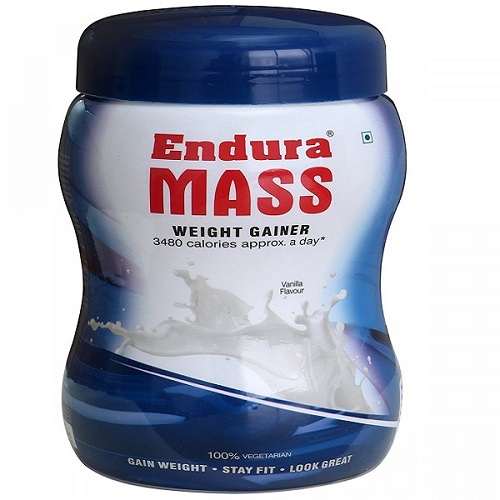 Endura®
MASS
WEIGHT GAINER
3480 calories approx. a day*
Vanilla
Flavour
100% VEGETARIAN
GAIN WEIGHT • STAY FIT • LOOK GREAT